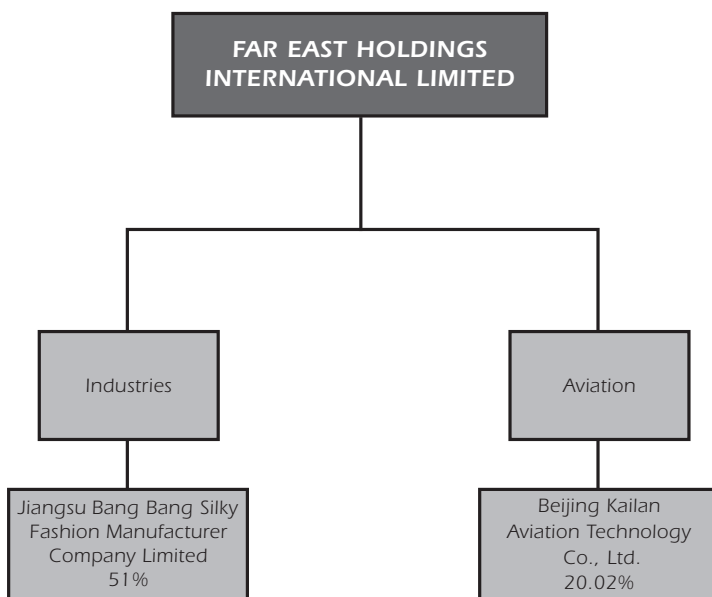 FAR EAST HOLDINGS
INTERNATIONAL LIMITED
Industries
Aviation
Jiangsu Bang Bang Silky
Fashion Manufacturer
Company Limited
51%
Beijing Kailan
Aviation Technology
Co., Ltd.
20.02%